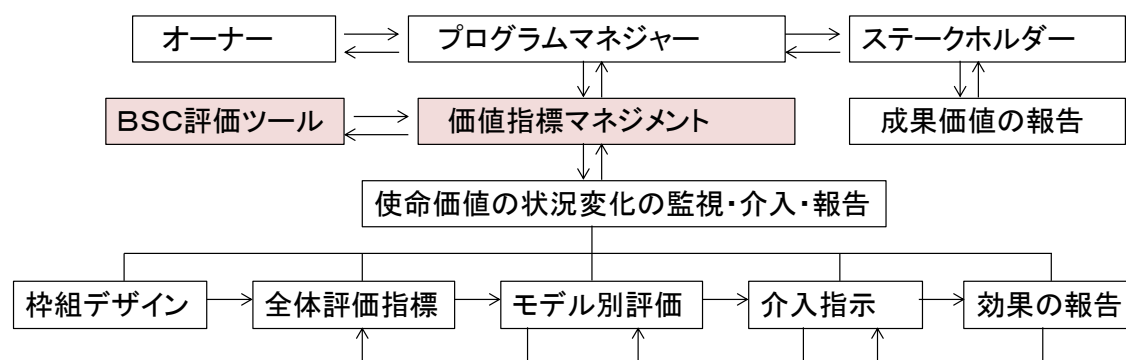 オーナー
プログラムマネジャー
ステークホルダー
ＢＳＣ評価ツール
価値指標マネジメント
成果価値の報告
使命価値の状況変化の監視・介入・報告
枠組デザイン
全体評価指標
モデル別評価
介入指示
効果の報告